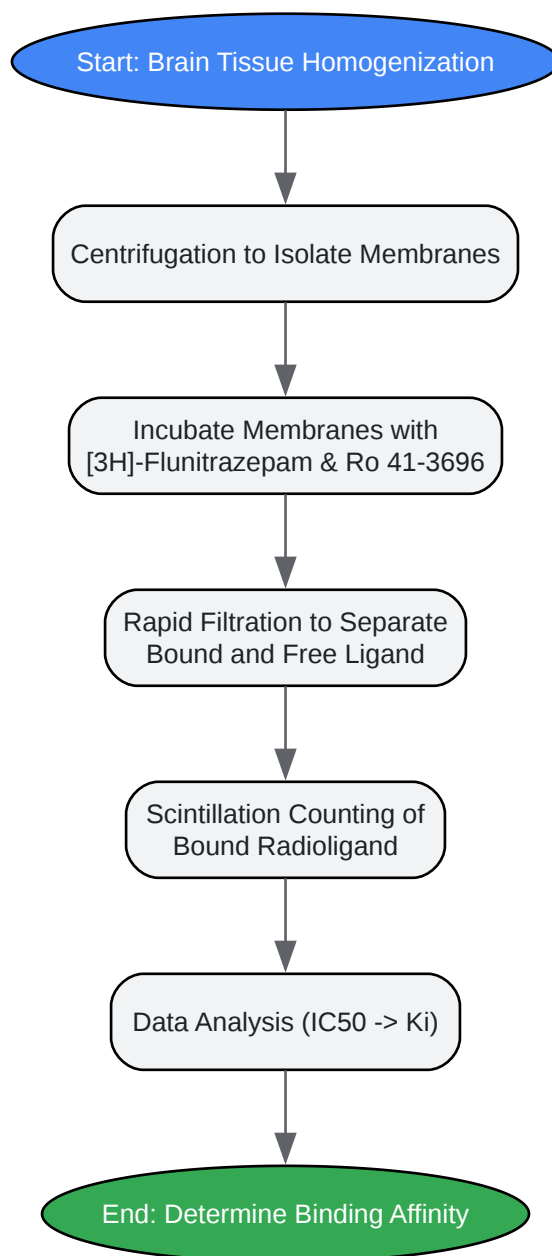 Start: Brain Tissue Homogenization
Centrifugation to Isolate Membranes
Incubate Membranes with
[3H]-Flunitrazepam & Ro 41-3696
Rapid Filtration to Separate
Bound and Free Ligand
Scintillation Counting of
Bound Radioligand
Data Analysis (IC50 -> Ki)
End: Determine Binding Affinity